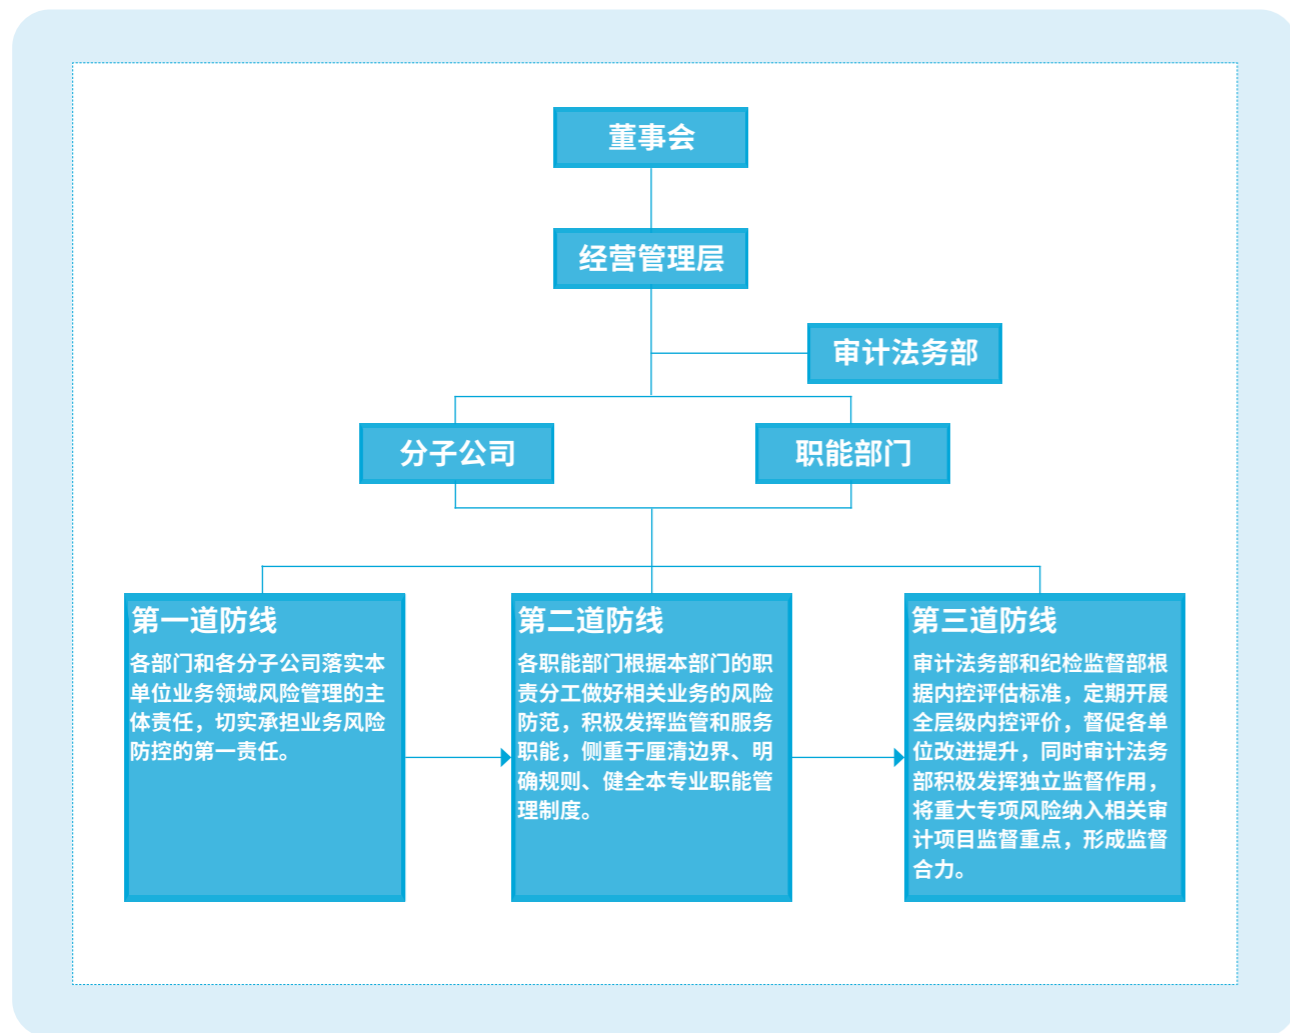 董事会
经营管理层
审计法务部
分子公司
职能部门
第一道防线
各部门和各分子公司落实本
单位业务领域风险管理的主
体责任，切实承担业务风险
防控的第一责任。
第二道防线
各职能部门根据本部门的职
责分工做好相关业务的风险
防范，积极发挥监管和服务
职能，侧重于厘清边界、明
确规则、健全本专业职能管
理制度。
第三道防线
审计法务部和纪检监督部根
据内控评估标准，定期开展
全层级内控评价，督促各单
位改进提升，同时审计法务
部积极发挥独立监督作用，
将重大专项风险纳入相关审
计项目监督重点，形成监督
合力。